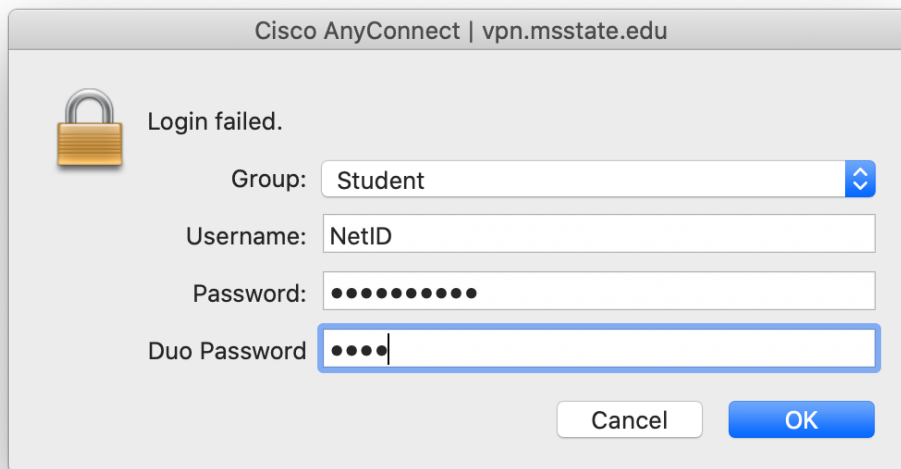 Cisco AnyConnect | vpn.msstate.edu
Login failed.
Group: Student
Username: NetID
Password: ••••••••••
Duo Password ••••
Cancel OK